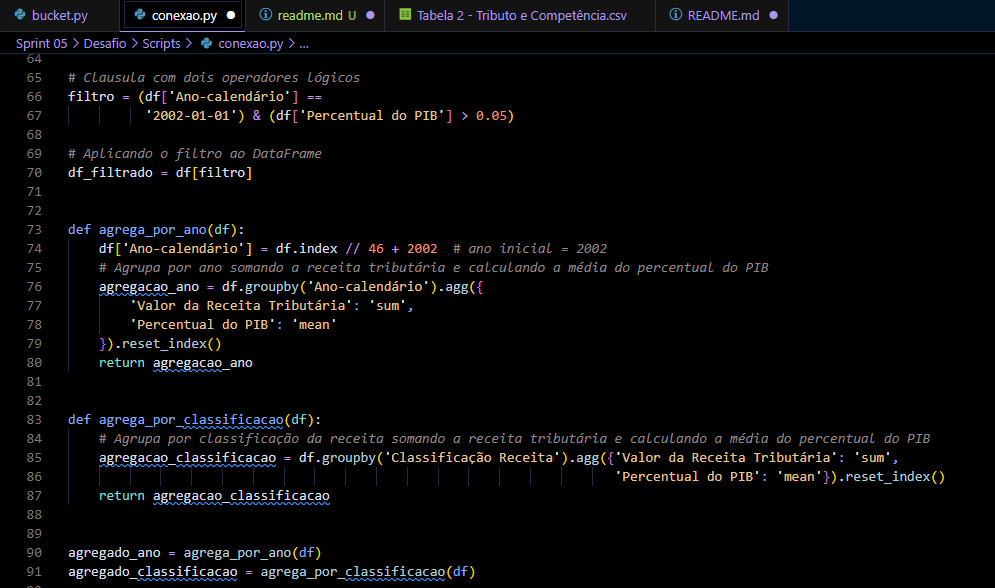 bucket.py conexao.py readme.md U Tabela 2 - Tributo e Competência.csv README.md
Sprint 05 > Desafio > Scripts > conexao.py > ...
64
65 # Clausula com dois operadores lógicos
66 filtro = (df['Ano-calendário'] ==
67 '2002-01-01') & (df['Percentual do PIB'] > 0.05)
68
69 # Aplicando o filtro ao DataFrame
70 df_filtrado = df[filtro]
71
72
73 def agrega_por_ano(df):
74 df['Ano-calendário'] = df.index // 46 + 2002 # ano inicial = 2002
75 # Agrupa por ano somando a receita tributária e calculando a média do percentual do PIB
76 agregacao_ano = df.groupby('Ano-calendário').agg({
77 'Valor da Receita Tributária': 'sum',
78 'Percentual do PIB': 'mean'
79 }).reset_index()
80 return agregacao_ano
81
82
83 def agrega_por_classificacao(df):
84 # Agrupa por classificação da receita somando a receita tributária e calculando a média do percentual do PIB
85 agregacao_classificacao = df.groupby('Classificação Receita').agg({'Valor da Receita Tributária': 'sum',
86 'Percentual do PIB': 'mean'}).reset_index()
87 return agregacao_classificacao
88
89
90 agregado_ano = agrega_por_ano(df)
91 agregado_classificacao = agrega_por_classificacao(df)